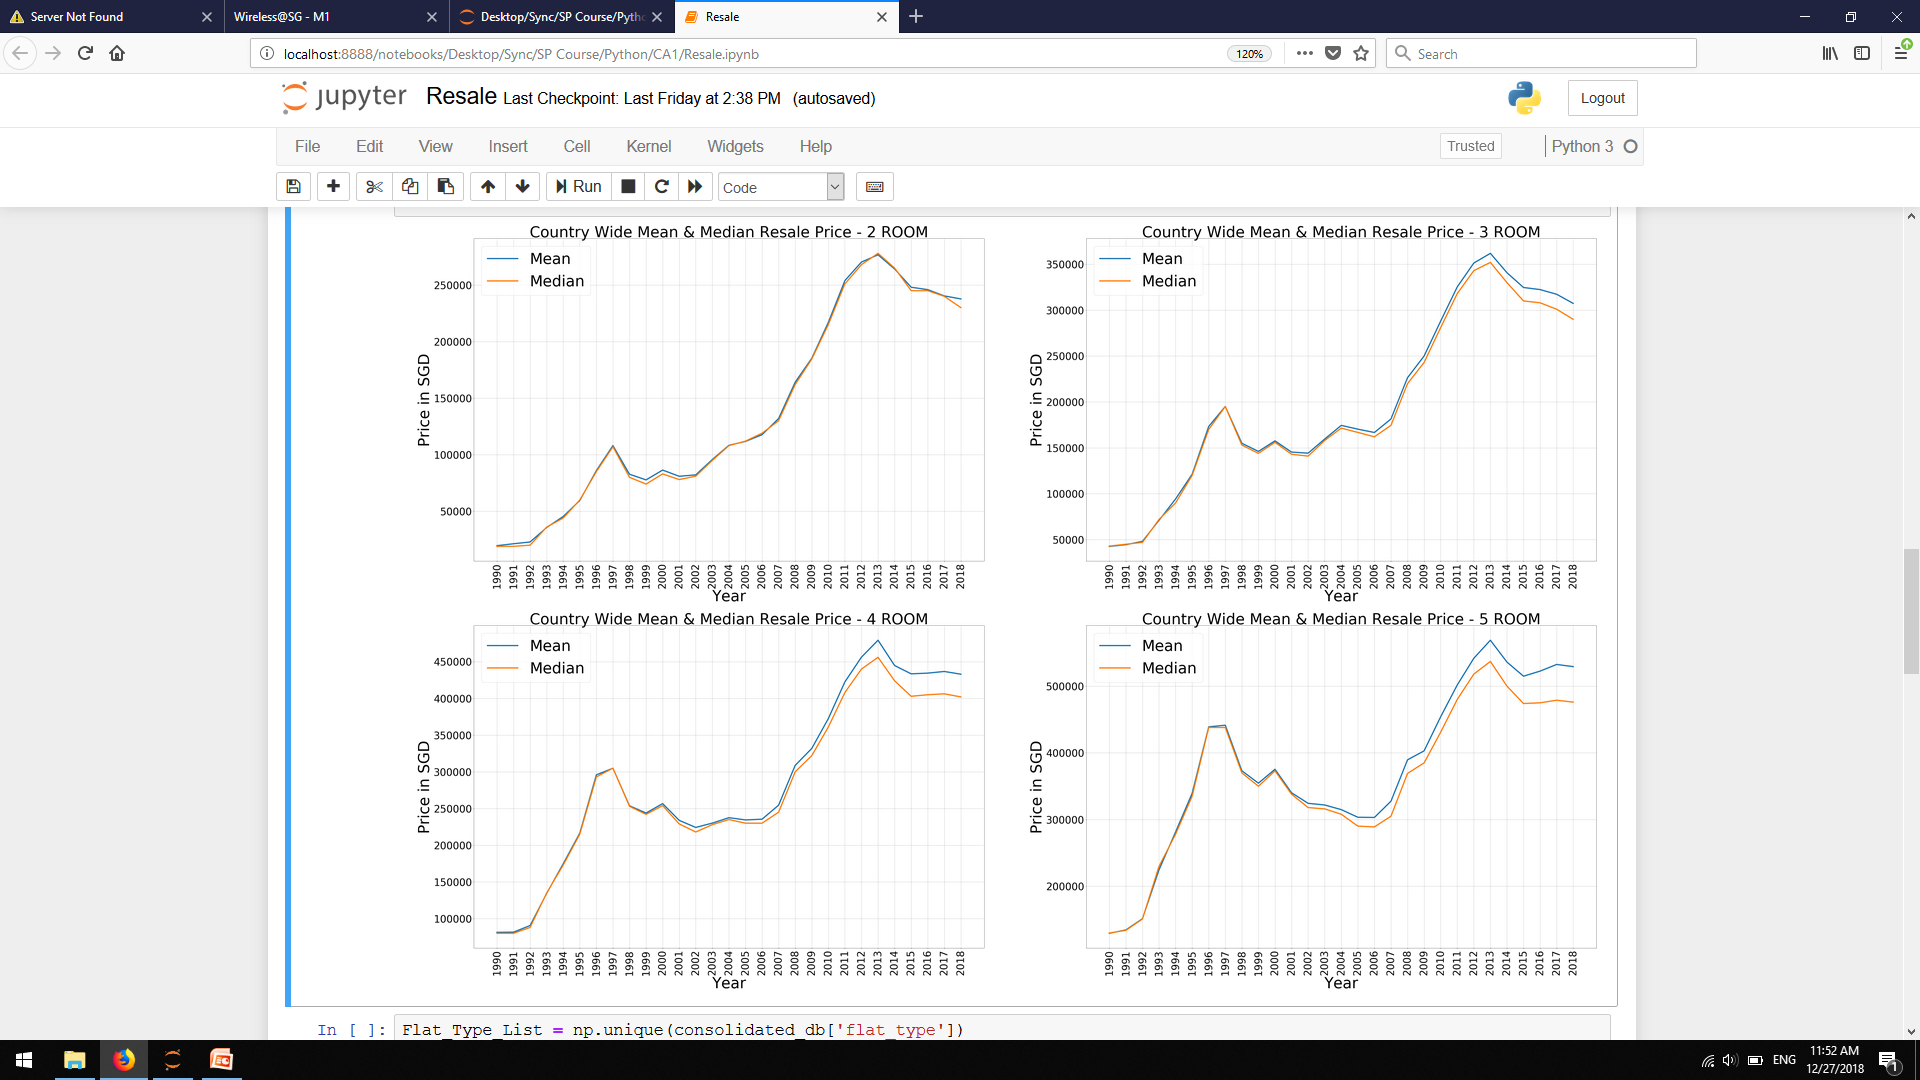 Server Not Found
Wireless@SG - M1
Desktop/Sync/SP Course/Pyth
Resale
localhost:8888/notebooks/Desktop/Sync/SP Course/Python/CA1/Resale.ipynb
120%
Search
jupyter Resale Last Checkpoint: Last Friday at 2:38 PM (autosaved)
Logout
File Edit View Insert Cell Kernel Widgets Help
Trusted
Python 3
Run
Code
Country Wide Mean & Median Resale Price - 2 ROOM
Mean
Median
250000
200000
150000
100000
50000
Price in SGD
1990 1991 1992 1993 1994 1995 1996 1997 1998 1999 2000 2001 2002 2003 2004 2005 2006 2007 2008 2009 2010 2011 2012 2013 2014 2015 2016 2017 2018
Year
Country Wide Mean & Median Resale Price - 3 ROOM
Mean
Median
350000
300000
250000
200000
150000
100000
50000
Price in SGD
1990 1991 1992 1993 1994 1995 1996 1997 1998 1999 2000 2001 2002 2003 2004 2005 2006 2007 2008 2009 2010 2011 2012 2013 2014 2015 2016 2017 2018
Year
Country Wide Mean & Median Resale Price - 4 ROOM
Mean
Median
450000
400000
350000
300000
250000
200000
150000
100000
Price in SGD
1990 1991 1992 1993 1994 1995 1996 1997 1998 1999 2000 2001 2002 2003 2004 2005 2006 2007 2008 2009 2010 2011 2012 2013 2014 2015 2016 2017 2018
Year
Country Wide Mean & Median Resale Price - 5 ROOM
Mean
Median
500000
400000
300000
200000
Price in SGD
1990 1991 1992 1993 1994 1995 1996 1997 1998 1999 2000 2001 2002 2003 2004 2005 2006 2007 2008 2009 2010 2011 2012 2013 2014 2015 2016 2017 2018
Year
In [ ]: Flat_Type_List = np.unique(consolidated_db['flat_type'])
ENG
11:52 AM
12/27/2018
1